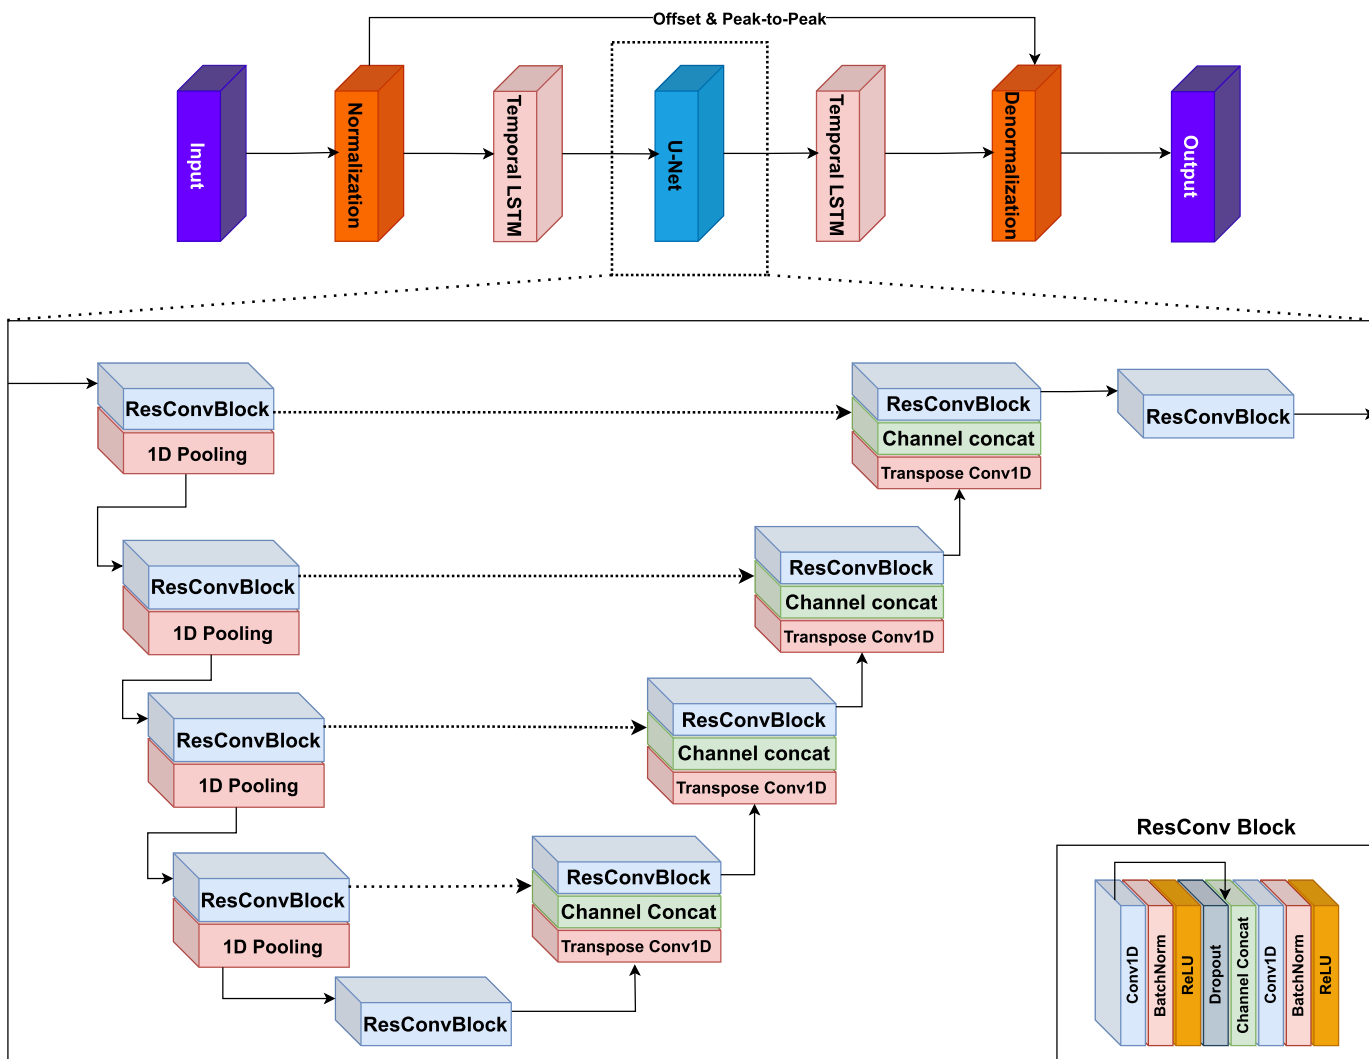 Offset & Peak-to-Peak
Input
Normalization
Temporal LSTM
U-Net
Temporal LSTM
Denormalization
Output
ResConvBlock
1D Pooling
ResConvBlock
Channel concat
Transpose Conv1D
ResConvBlock
ResConvBlock
1D Pooling
ResConvBlock
Channel concat
Transpose Conv1D
ResConvBlock
1D Pooling
ResConvBlock
Channel concat
Transpose Conv1D
ResConvBlock
1D Pooling
ResConvBlock
Channel Concat
Transpose Conv1D
ResConvBlock
ResConv Block
Conv1D
BatchNorm
ReLU
Dropout
Channel Concat
Conv1D
BatchNorm
ReLU